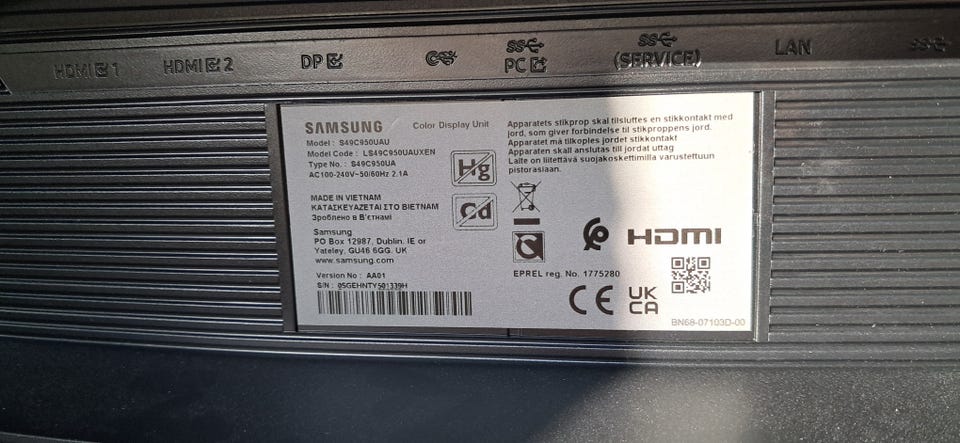 HDMI 1
HDMI 2
DP
SS
PC
SS
(SERVICE)
LAN
SAMSUNG
Color Display Unit
Model : S49C950UAU
Model Code : LS49C950UAUXEN
Type No. : S49C950UA
AC100-240V~50/60Hz 2.1A
MADE IN VIETNAM
ΚΑΤΑΣΚΕΥΑΖΕΤΑΙ ΣΤΟ ΒΙΕΤΝΑΜ
Зроблено в В'єтнамі
Samsung
PO Box 12987, Dublin. IE or
Yateley, GU46 6GG. UK
www.samsung.com
Version No : AA01
S/N : 05GEHNTY501339H
Hg
Cd
Apparatets stikprop skal tilsluttes en stikkontakt med
jord, som giver forbindelse til stikproppens jord.
Apparatet må tilkoples jordet stikkontakt
Apparaten skall anslutas till jordat uttag
Laite on liitettävä suojakoskettimilla varustettuun
pistorasiaan.
HDMI
EPREL reg. No. 1775280
CE
UK
CA
BN68-07103D-00